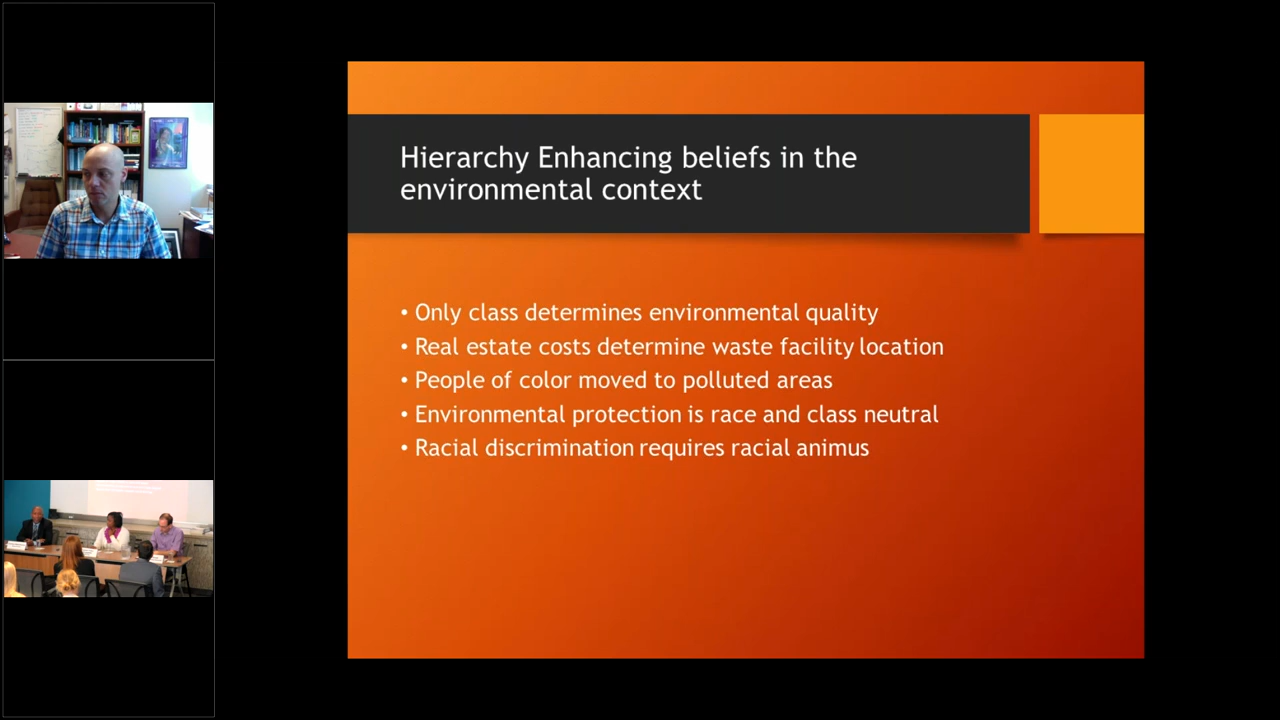 Hierarchy Enhancing beliefs in the
environmental context
• Only class determines environmental quality
• Real estate costs determine waste facility location
• People of color moved to polluted areas
• Environmental protection is race and class neutral
• Racial discrimination requires racial animus